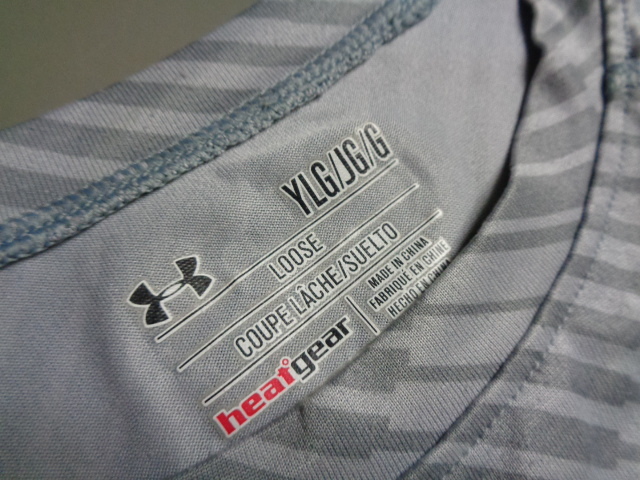 YLG/JG/G
LOOSE
COUPE LÂCHE/SUELTO
heatgear
MADE IN CHINA
FABRIQUÉ EN CHINE
HECHO EN CHINA